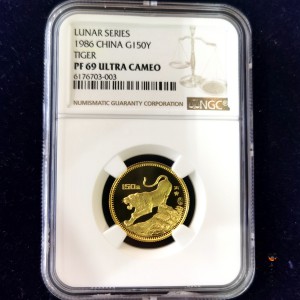 LUNAR SERIES
1986 CHINA G150Y
TIGER
PF 69 ULTRA CAMEO
6176703-003
NUMISMATIC GUARANTY CORPORATION
NGC
150元